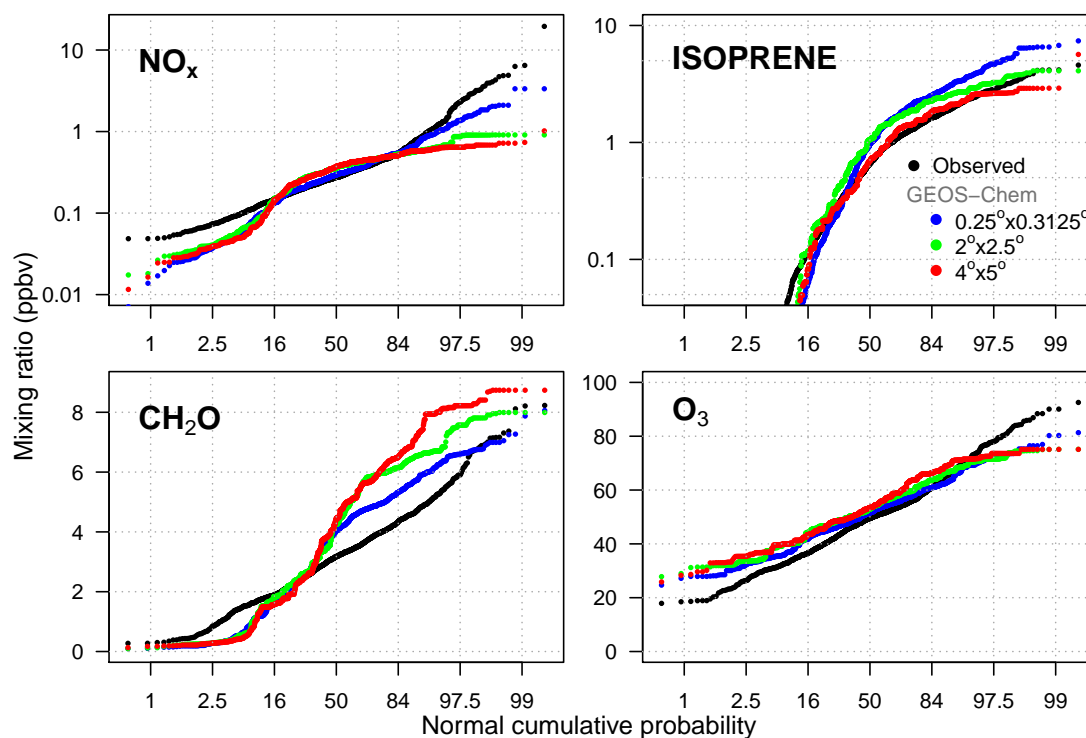 NOx
10
1
0.1
0.01
1 2.5 16 50 84 97.5 99
ISOPRENE
10
1
0.1
Observed
GEOS−Chem
0.25°x0.3125°
2°x2.5°
4°x5°
1 2.5 16 50 84 97.5 99
Mixing ratio (ppbv)
CH2O
8
6
4
2
0
1 2.5 16 50 84 97.5 99
O3
100
80
60
40
20
0
1 2.5 16 50 84 97.5 99
Normal cumulative probability